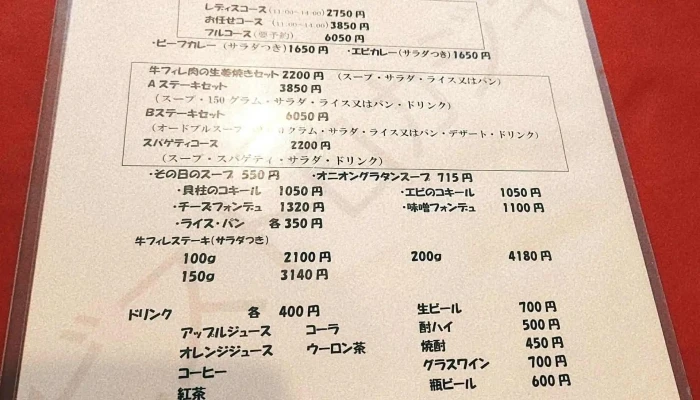 レディスコース (11:00〜14:00) 2750円
お任せコース (11:00〜14:00) 3850円
フルコース (要予約) 6050円
・ビーフカレー (サラダつき) 1650円 ・エビカレー (サラダつき) 1650円
牛フィレ肉の生姜焼きセット 2200円 (スープ・サラダ・ライス又はパン)
Aステーキセット 3850円
(スープ・150グラム・サラダ・ライス又はパン・ドリンク)
Bステーキセット 6050円
(オードブルスープ・ グラム・サラダ・ライス又はパン・デザート・ドリンク)
スパゲティコース 2200円
(スープ・スパゲティ・サラダ・ドリンク)
・その日のスープ 550円 ・オニオングラタンスープ 715円
・貝柱のコキール 1050円 ・エビのコキール 1050円
・チーズフォンデュ 1320円 ・味噌フォンデュ 1100円
・ライス・パン 各350円
牛フィレステーキ(サラダつき)
100g 2100円 200g 4180円
150g 3140円
ドリンク 各 400円 生ビール 700円
アップルジュース コーラ 酎ハイ 500円
オレンジジュース ウーロン茶 焼酎 450円
コーヒー グラスワイン 700円
紅茶 瓶ビール 600円